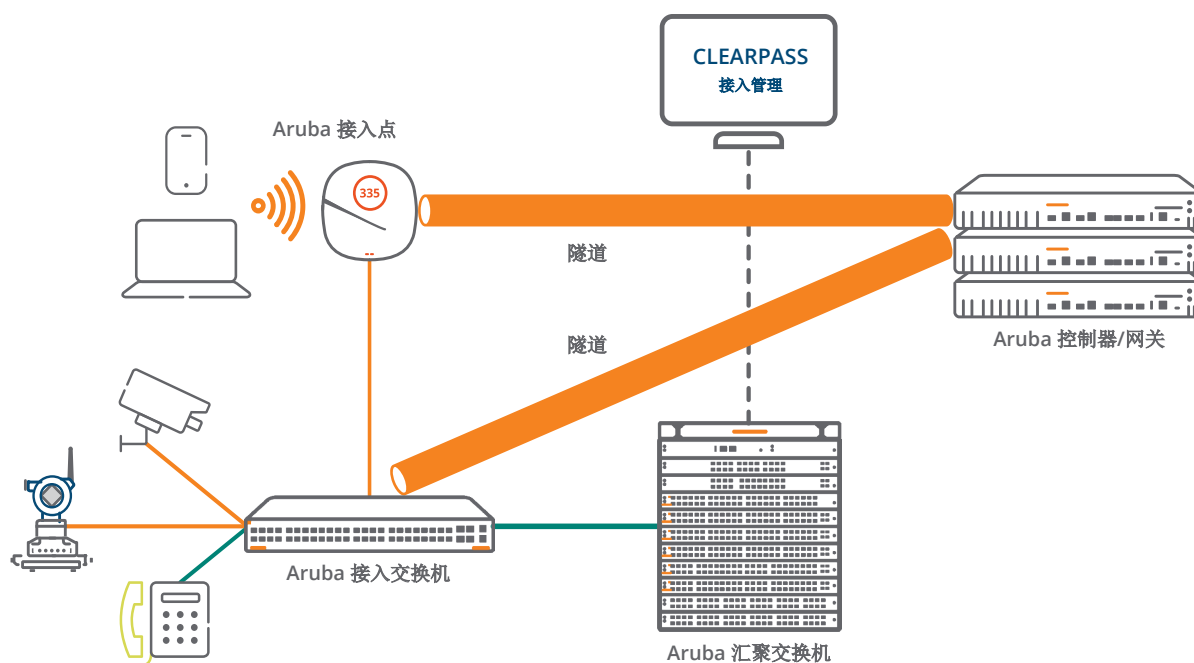 CLEARPASS
接入管理
Aruba 接入点
335
隧道
隧道
Aruba 控制器/网关
Aruba 接入交换机
Aruba 汇聚交换机